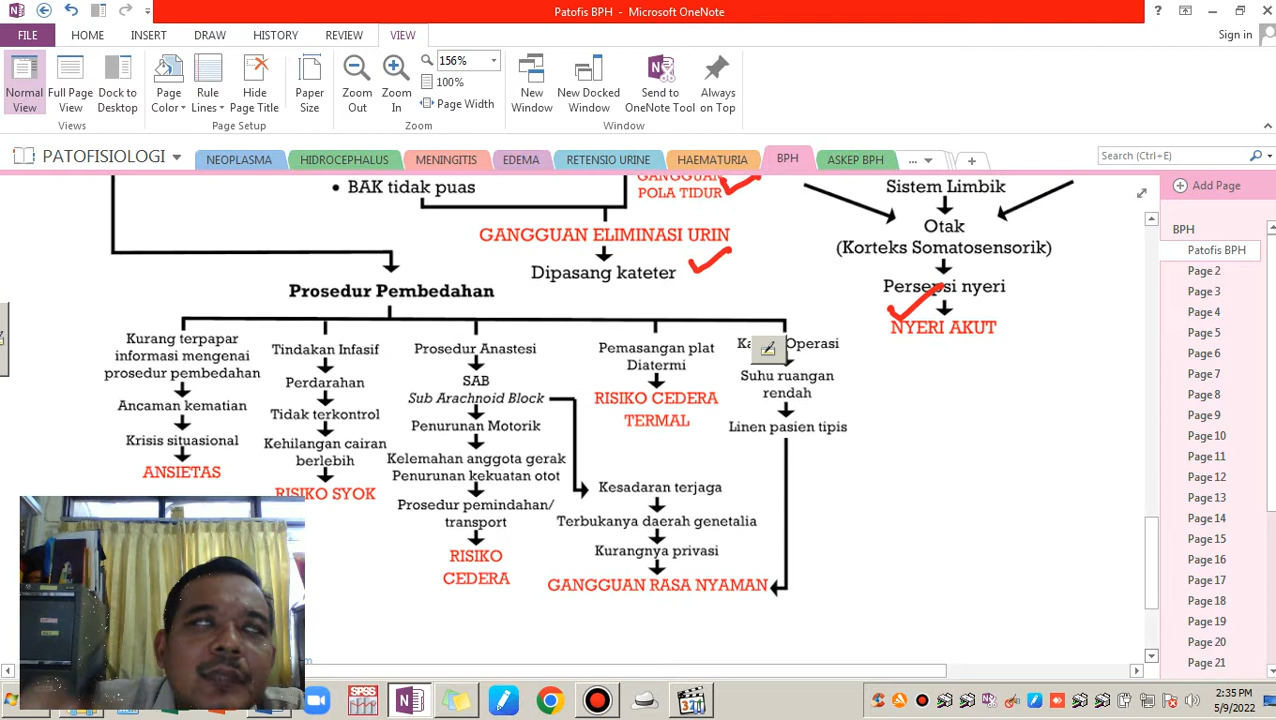 Patofis BPH - Microsoft OneNote
FILE HOME INSERT DRAW HISTORY REVIEW VIEW
Sign in
Normal View
Full Page View
Dock to Desktop
Page Color
Rule Lines
Hide Page Title
Paper Size
Zoom Out
Zoom In
156%
100%
Page Width
New Window
New Docked Window
Send to OneNote Tool
Always on Top
Views
Page Setup
Zoom
Window
PATOFISIOLOGI
NEOPLASMA
HIDROCEPHALUS
MENINGITIS
EDEMA
RETENSIO URINE
HAEMATURIA
BPH
ASKEP BPH
...
Search (Ctrl+E)
Add Page
• BAK tidak puas
GANGGUAN
POLA TIDUR
GANGGUAN ELIMINASI URIN
Dipasang kateter
Sistem Limbik
Otak
(Korteks Somatosensorik)
Persepsi nyeri
NYERI AKUT
Prosedur Pembedahan
Kurang terpapar
informasi mengenai
prosedur pembedahan
Ancaman kematian
Krisis situasional
ANSIETAS
Tindakan Infasif
Perdarahan
Tidak terkontrol
Kehilangan cairan
berlebih
RISIKO SYOK
Prosedur Anastesi
SAB
Sub Arachnoid Block
Penurunan Motorik
Kelemahan anggota gerak
Penurunan kekuatan otot
Prosedur pemindahan/
transport
RISIKO
CEDERA
Pemasangan plat
Diatermi
RISIKO CEDERA
TERMAL
Kesadaran terjaga
Terbukanya daerah genetalia
Kurangnya privasi
GANGGUAN RASA NYAMAN
Operasi
Suhu ruangan
rendah
Linen pasien tipis
BPH
Patofis BPH
Page 2
Page 3
Page 4
Page 5
Page 6
Page 7
Page 8
Page 9
Page 10
Page 11
Page 12
Page 13
Page 14
Page 15
Page 16
Page 17
Page 18
Page 19
Page 20
Page 21
SPSS
321
2:35 PM
5/9/2022